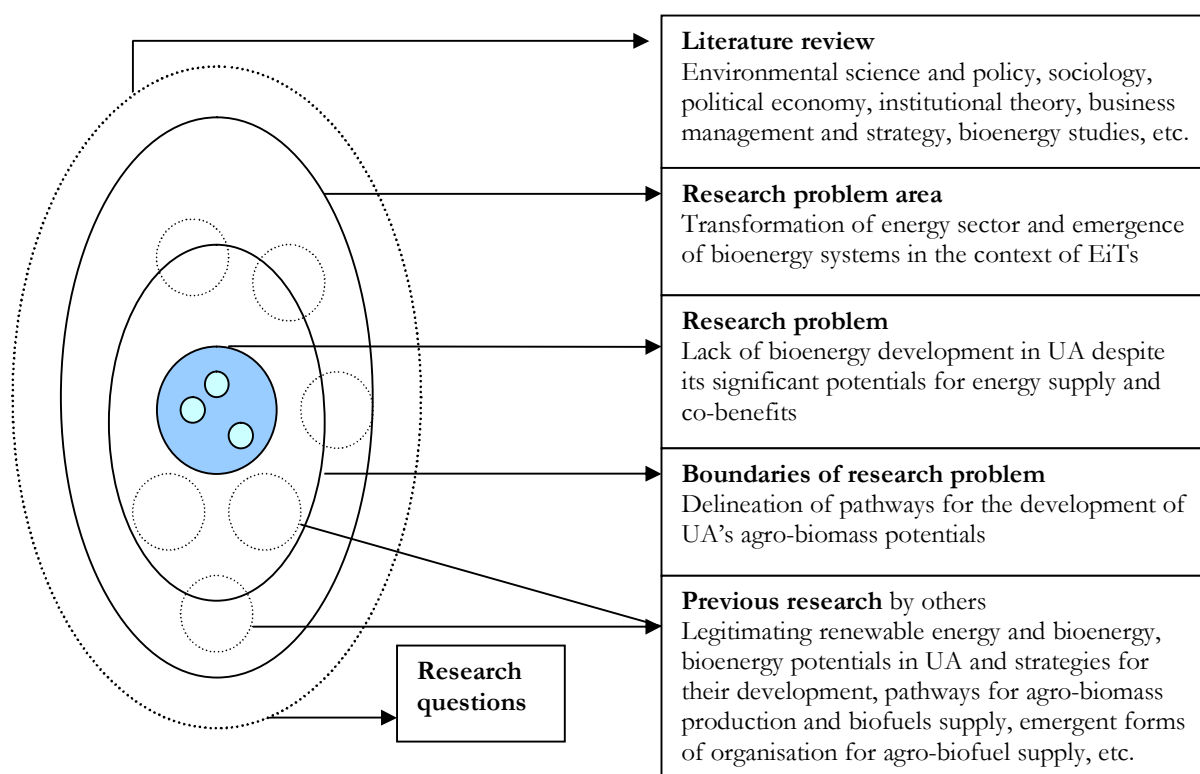 Literature review
Environmental science and policy, sociology,
political economy, institutional theory, business
management and strategy, bioenergy studies, etc.
Research problem area
Transformation of energy sector and emergence
of bioenergy systems in the context of EiTs
Research problem
Lack of bioenergy development in UA despite
its significant potentials for energy supply and
co-benefits
Boundaries of research problem
Delineation of pathways for the development of
UA’s agro-biomass potentials
Previous research by others
Legitimating renewable energy and bioenergy,
bioenergy potentials in UA and strategies for
their development, pathways for agro-biomass
production and biofuels supply, emergent forms
of organisation for agro-biofuel supply, etc.
Research
questions